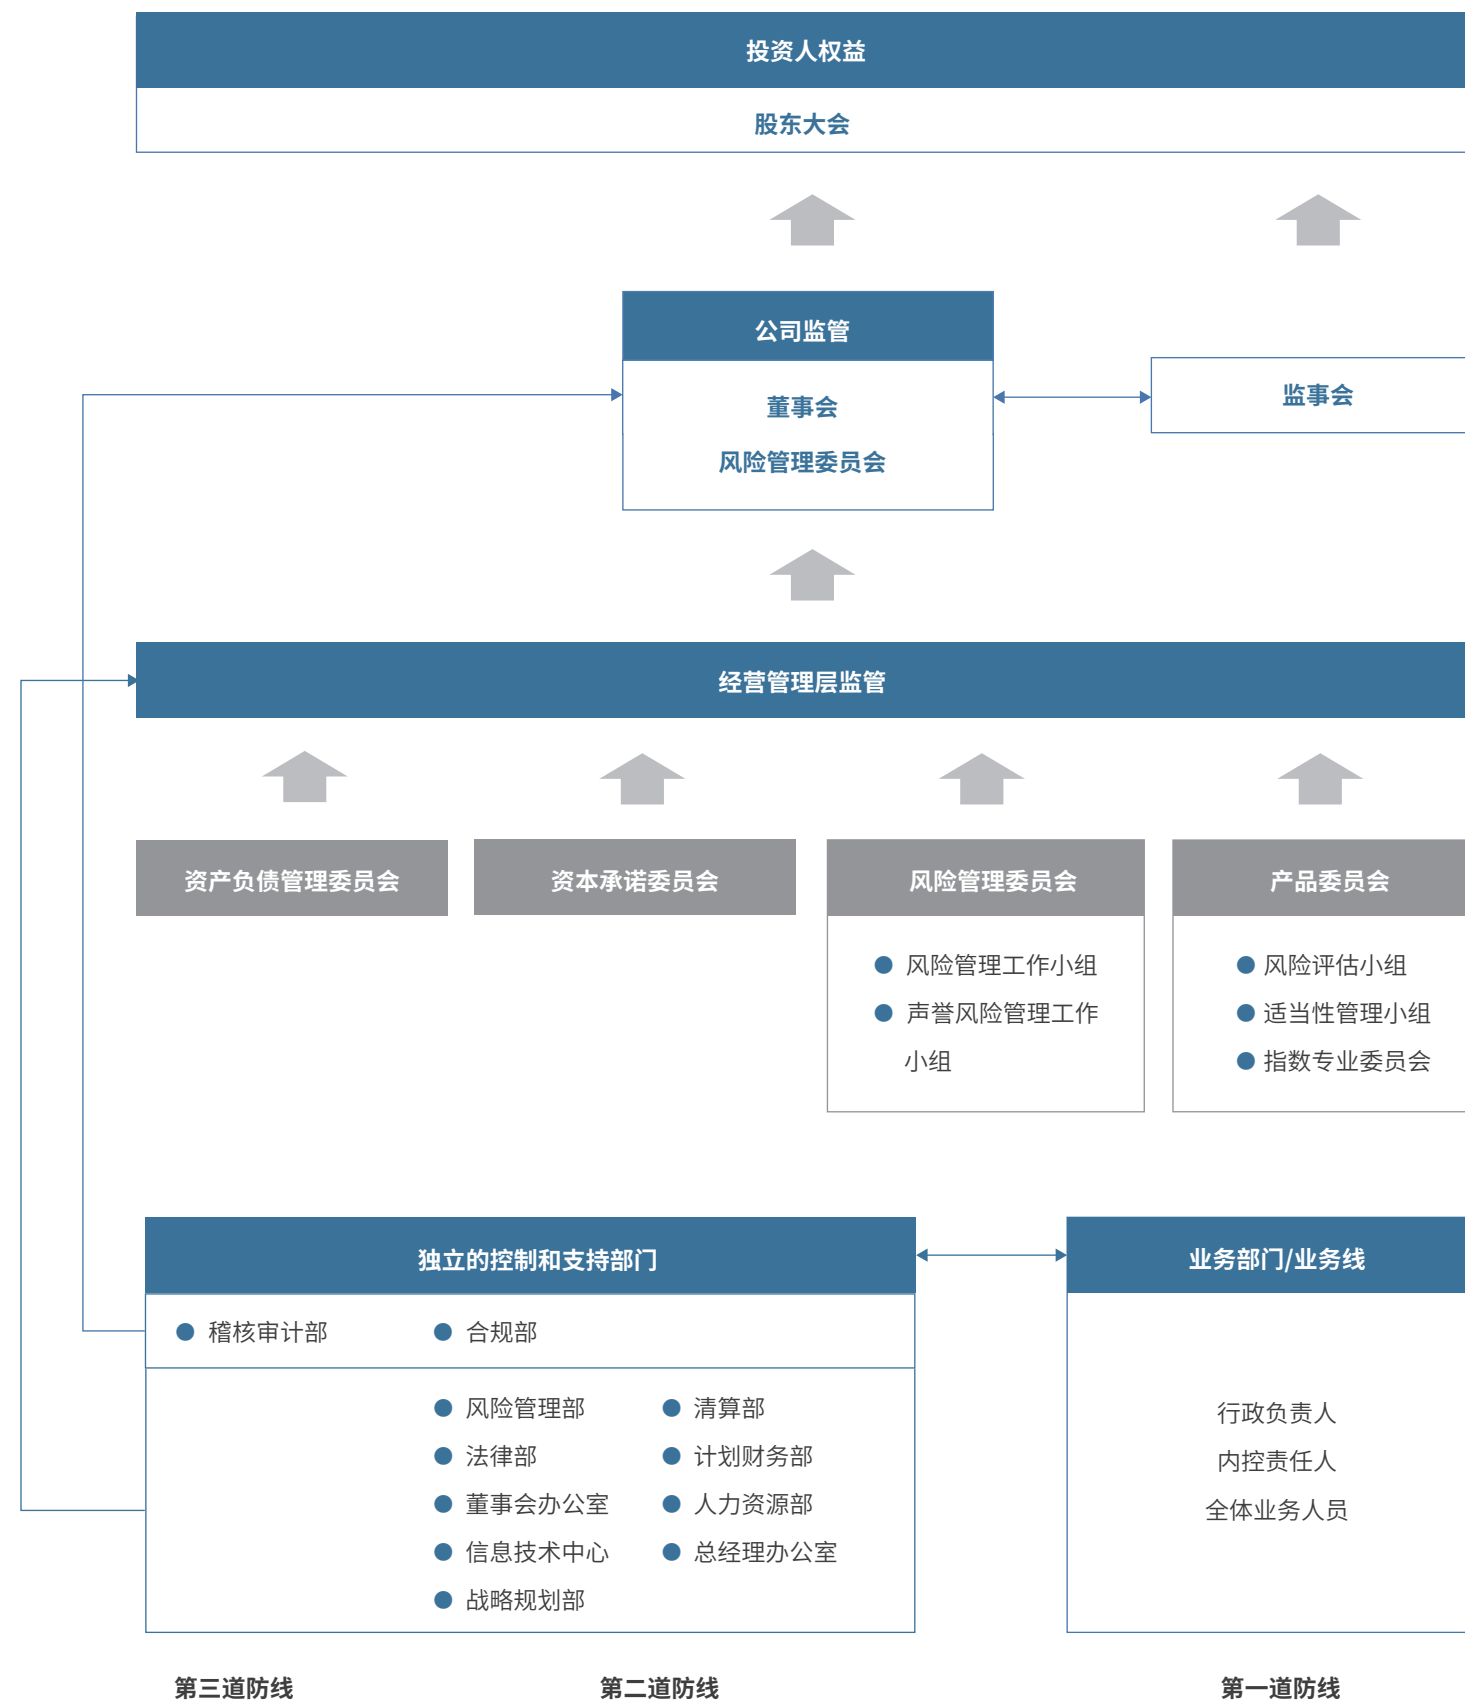 投资人权益
股东大会
公司监管
董事会
风险管理委员会
监事会
经营管理层监管
资产负债管理委员会
资本承诺委员会
风险管理委员会
● 风险管理工作小组
● 声誉风险管理工作
小组
产品委员会
● 风险评估小组
● 适当性管理小组
● 指数专业委员会
独立的控制和支持部门
● 稽核审计部
● 合规部
● 风险管理部
● 法律部
● 董事会办公室
● 信息技术中心
● 战略规划部
● 清算部
● 计划财务部
● 人力资源部
● 总经理办公室
业务部门/业务线
行政负责人
内控责任人
全体业务人员
第三道防线
第二道防线
第一道防线